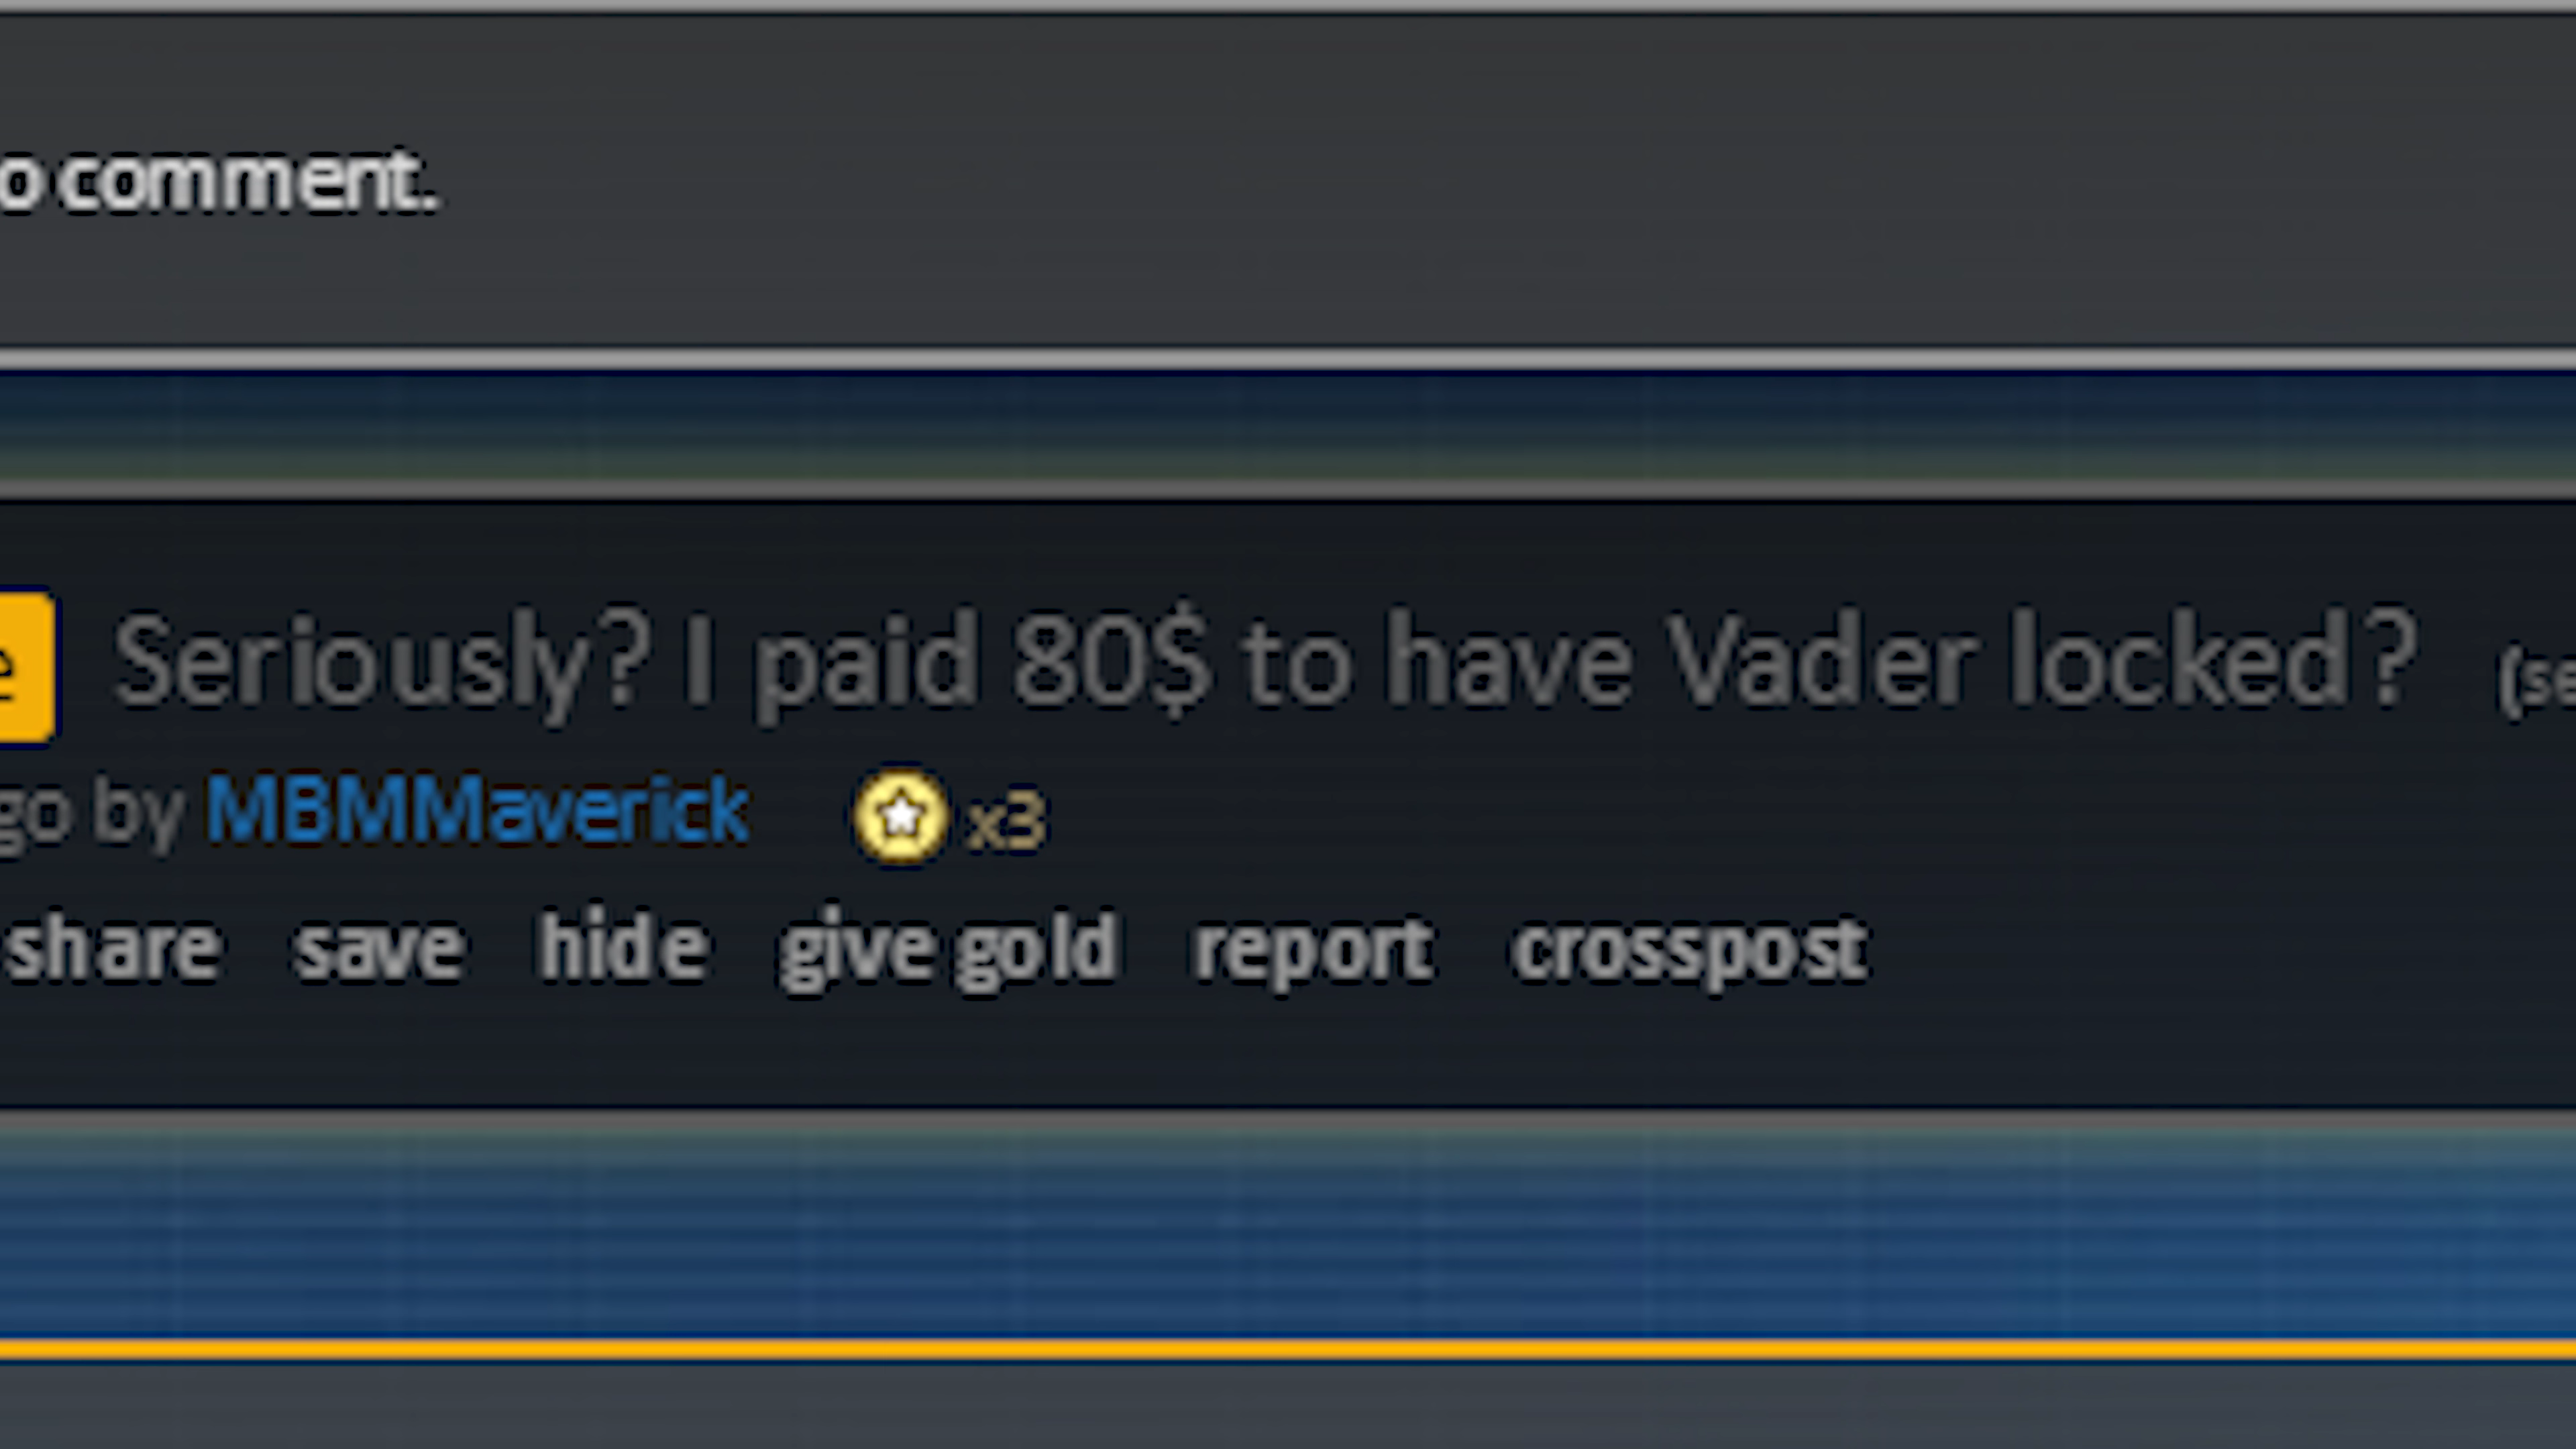 o comment.
e Seriously? I paid 80$ to have Vader locked? (se
go by MBMMaverick x3
share save hide give gold report crosspost